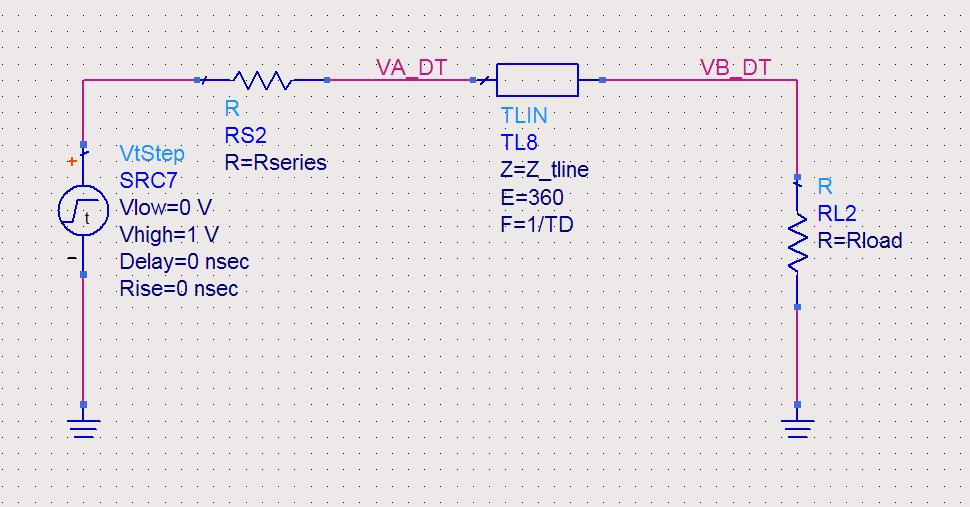 VA_DT
VB_DT
R
RS2
R=Rseries
TLIN
TL8
Z=Z_tline
E=360
F=1/TD
+
VtStep
SRC7
Vlow=0 V
Vhigh=1 V
Delay=0 nsec
Rise=0 nsec
t
−
R
RL2
R=Rload